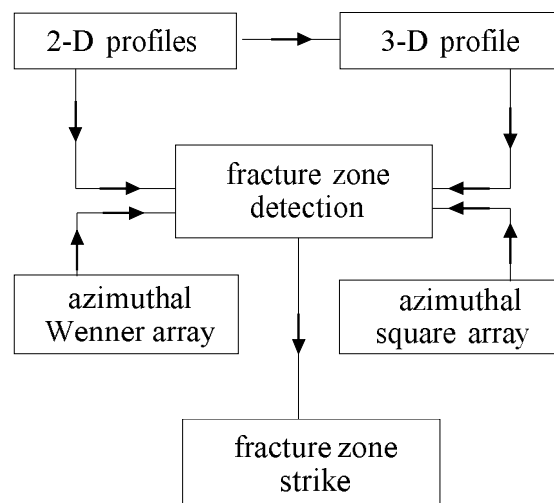 2-D profiles
3-D profile
fracture zone
detection
azimuthal
Wenner array
azimuthal
square array
fracture zone
strike